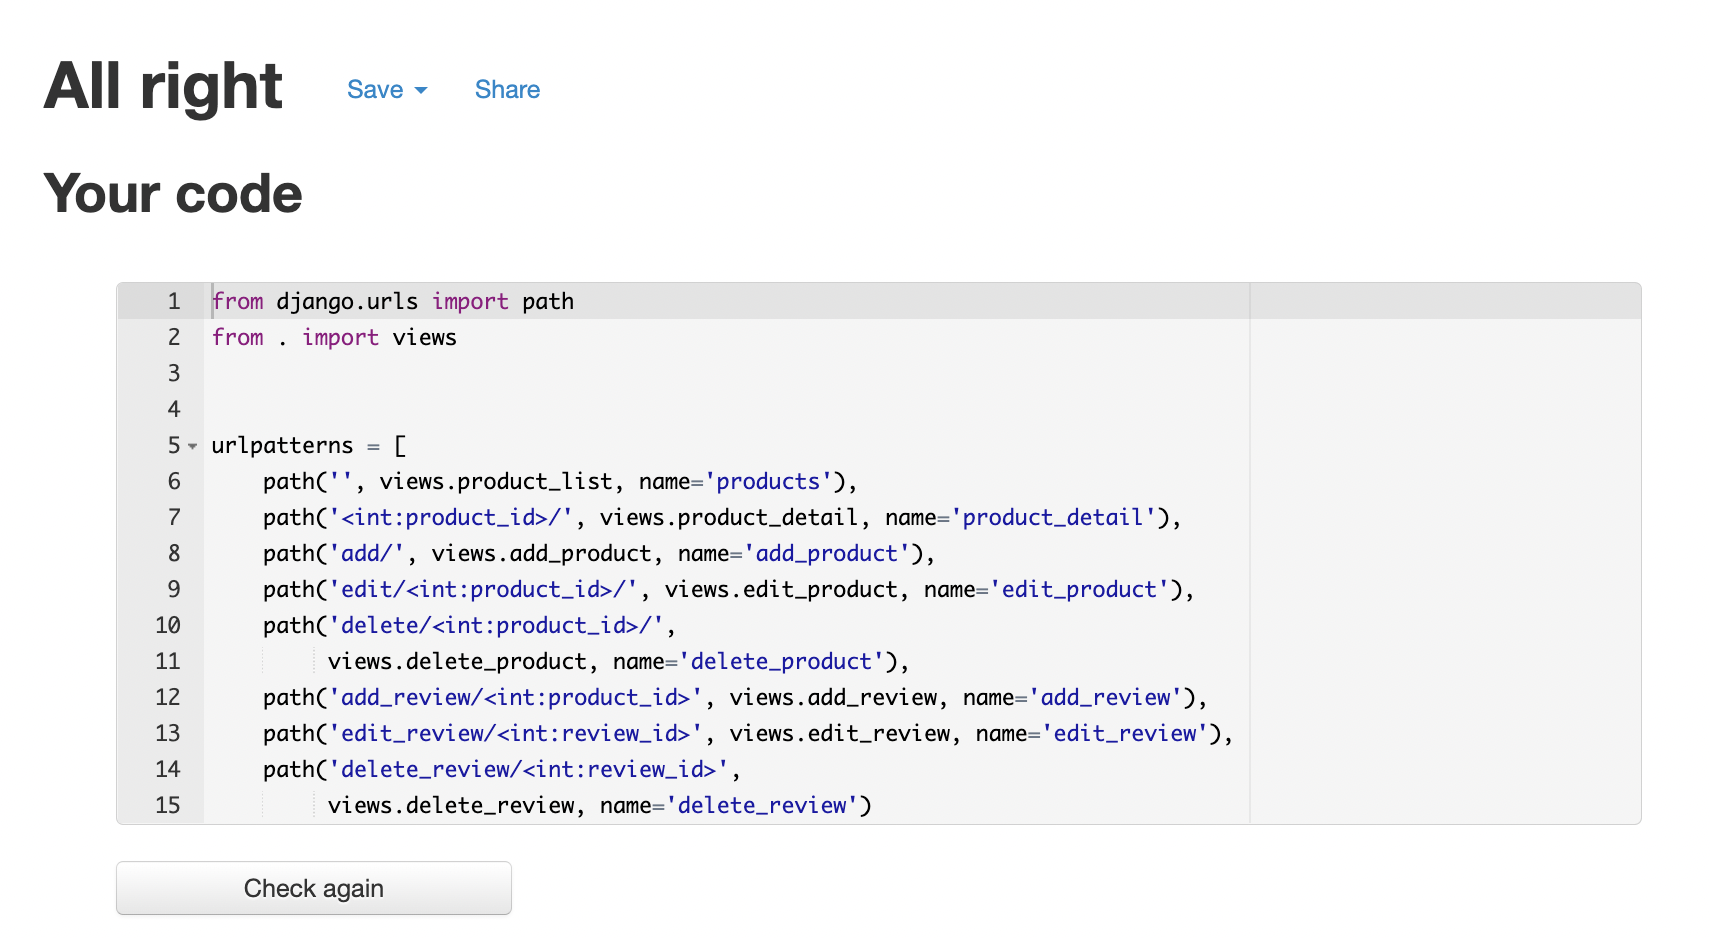 All right Save Share
Your code
1 from django.urls import path
2 from . import views
3
4
5 urlpatterns = [
6 path('', views.product_list, name='products'),
7 path('<int:product_id>/', views.product_detail, name='product_detail'),
8 path('add/', views.add_product, name='add_product'),
9 path('edit/<int:product_id>/', views.edit_product, name='edit_product'),
10 path('delete/<int:product_id>/',
11 views.delete_product, name='delete_product'),
12 path('add_review/<int:product_id>', views.add_review, name='add_review'),
13 path('edit_review/<int:review_id>', views.edit_review, name='edit_review'),
14 path('delete_review/<int:review_id>',
15 views.delete_review, name='delete_review')
Check again